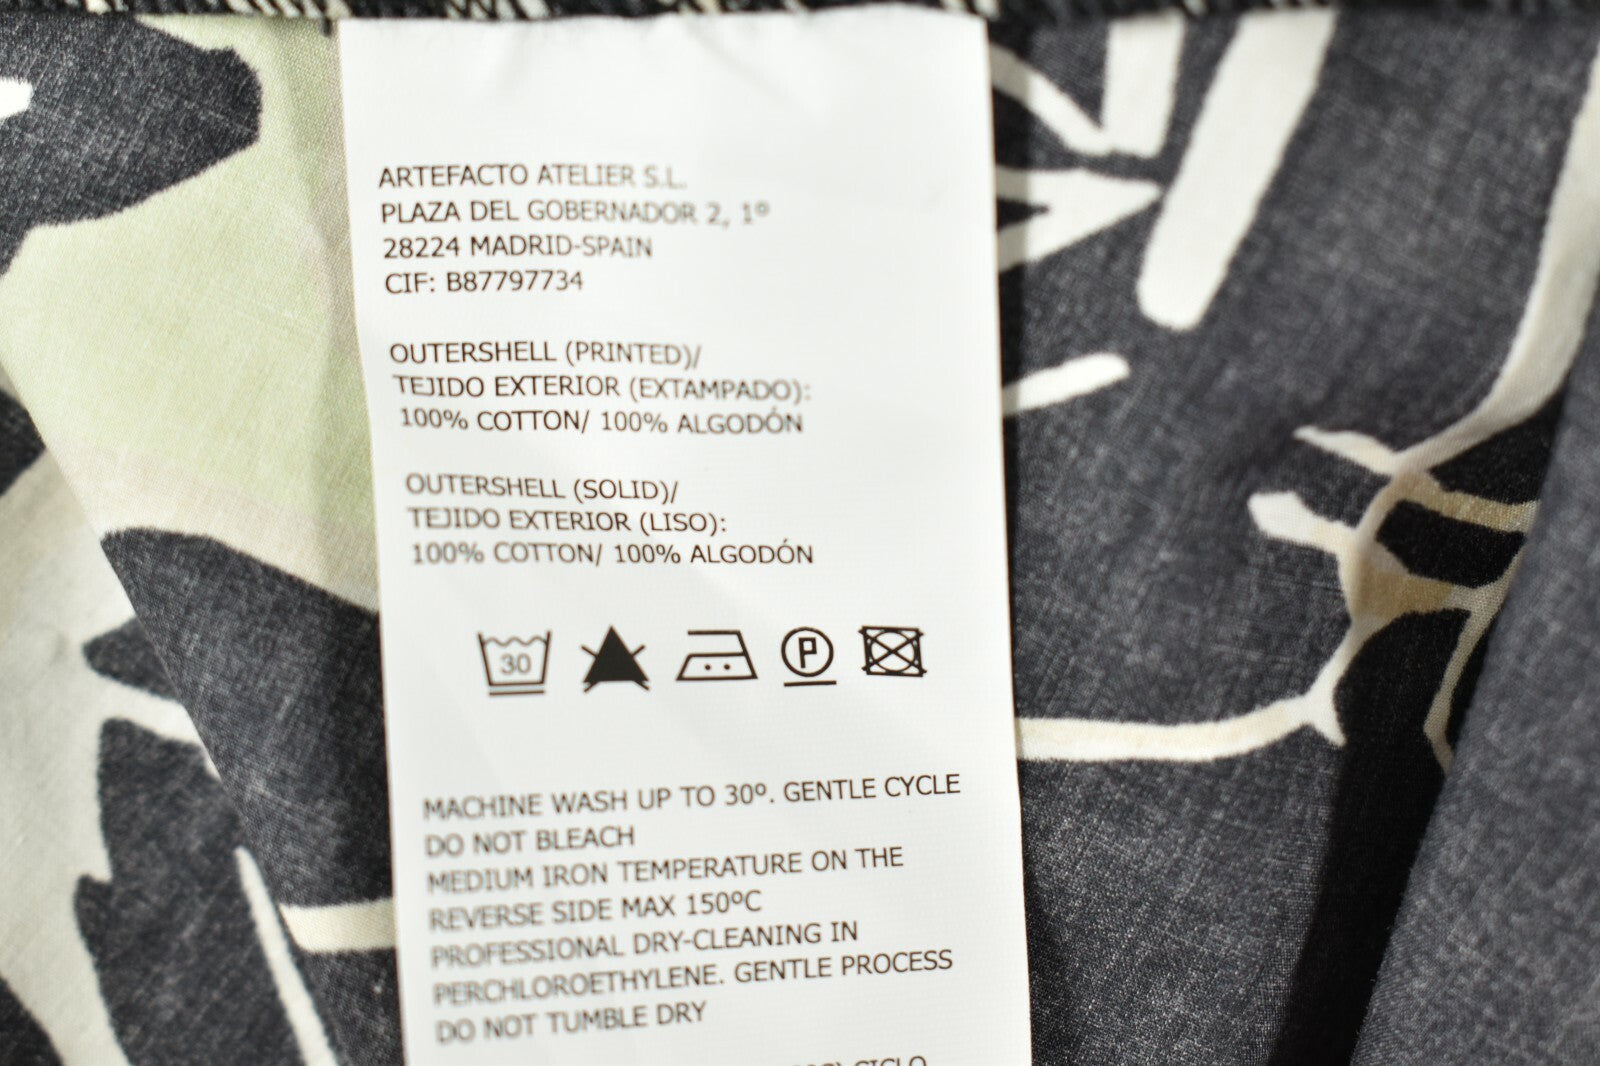 ARTEFACTO ATELIER S.L.
PLAZA DEL GOBERNADOR 2, 1º
28224 MADRID-SPAIN
CIF: B87797734
OUTERSHELL (PRINTED)/
TEJIDO EXTERIOR (EXTAMPADO):
100% COTTON/ 100% ALGODÓN
OUTERSHELL (SOLID)/
TEJIDO EXTERIOR (LISO):
100% COTTON/ 100% ALGODÓN
30 P
MACHINE WASH UP TO 30º. GENTLE CYCLE
DO NOT BLEACH
MEDIUM IRON TEMPERATURE ON THE
REVERSE SIDE MAX 150ºC
PROFESSIONAL DRY-CLEANING IN
PERCHLOROETHYLENE. GENTLE PROCESS
DO NOT TUMBLE DRY
CICLO